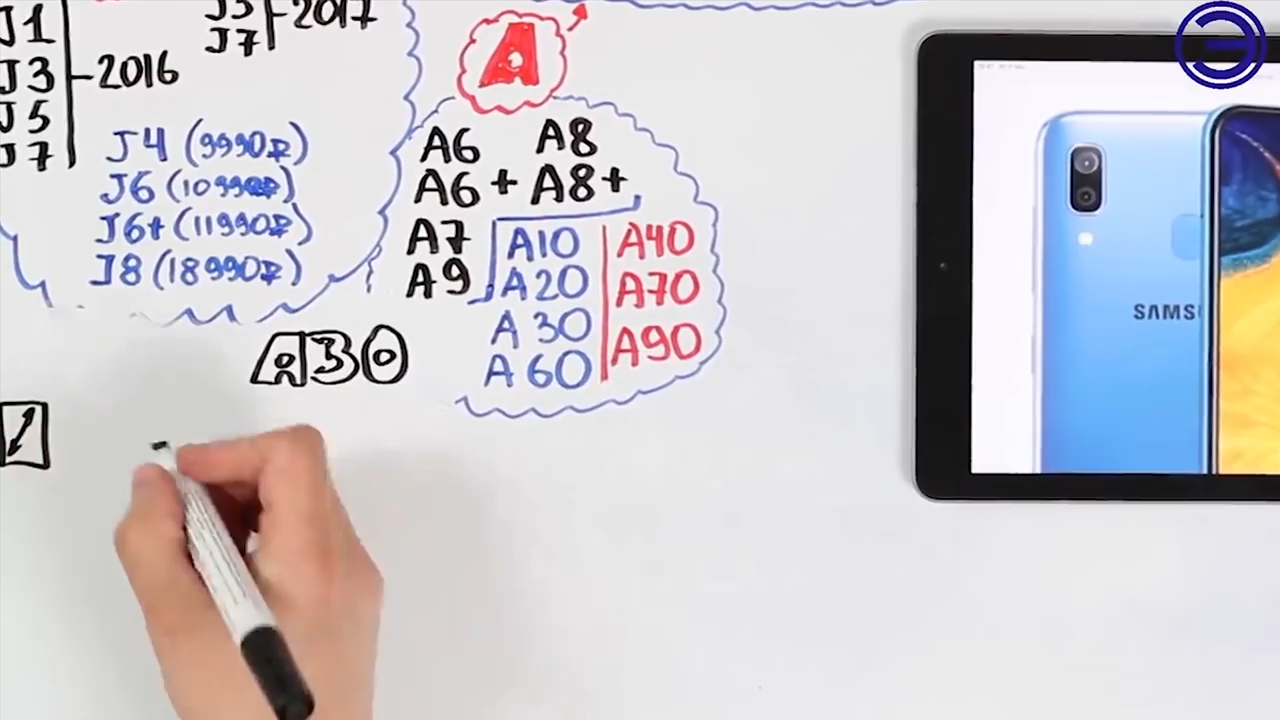 J1
J3
J5
J7
2016
J3
J7
2017
J4 (9990₽)
J6 (10990₽)
J6+ (11990₽)
J8 (18990₽)
A
A6 A8
A6+ A8+
A7
A9
A10
A20
A30
A60
A40
A70
A90
A30
SAMS
Э